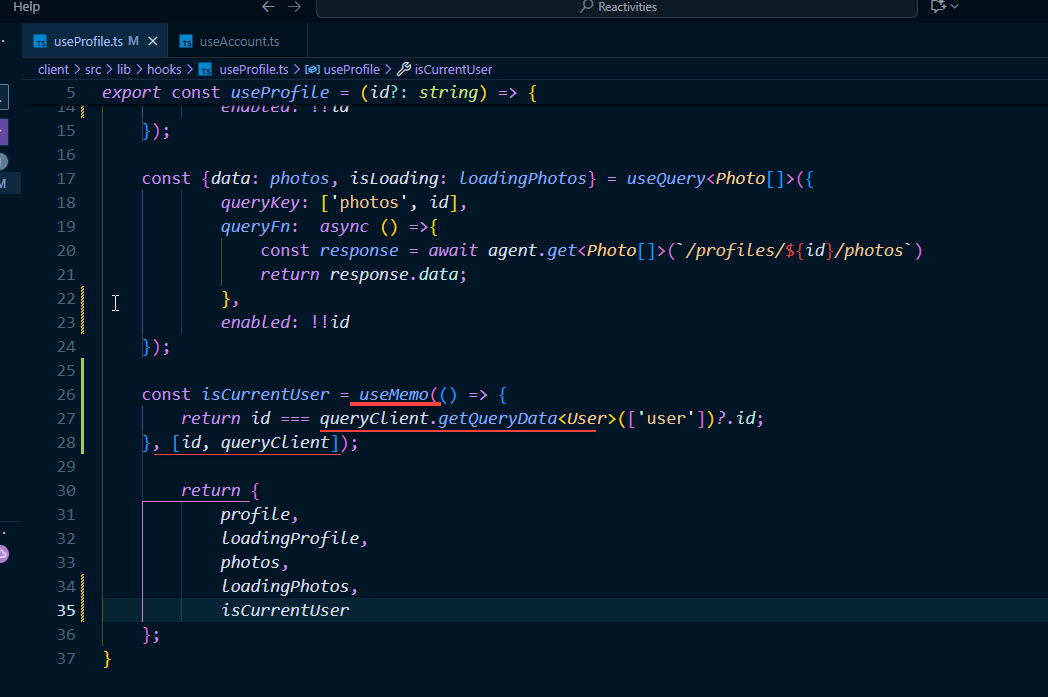 Help
Reactivities
useProfile.ts M
useAccount.ts
client > src > lib > hooks > useProfile.ts > useProfile > isCurrentUser
5 export const useProfile = (id?: string) => {
14 enabled: !!id
15 });
16
17 const {data: photos, isLoading: loadingPhotos} = useQuery<Photo[]>({
18 queryKey: ['photos', id],
19 queryFn: async () =>{
20 const response = await agent.get<Photo[]>(`/profiles/${id}/photos`)
21 return response.data;
22 },
23 enabled: !!id
24 });
25
26 const isCurrentUser = useMemo(() => {
27 return id === queryClient.getQueryData<User>(['user'])?.id;
28 }, [id, queryClient]);
29
30 return {
31 profile,
32 loadingProfile,
33 photos,
34 loadingPhotos,
35 isCurrentUser
36 };
37 }